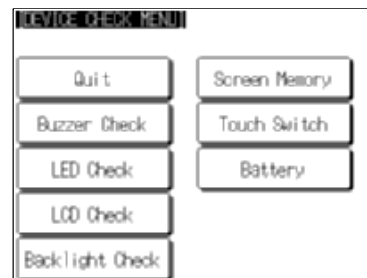 [DEVICE CHECK MENU]
Quit
Screen Memory
Buzzer Check
Touch Switch
LED Check
Battery
LCD Check
Backlight Check